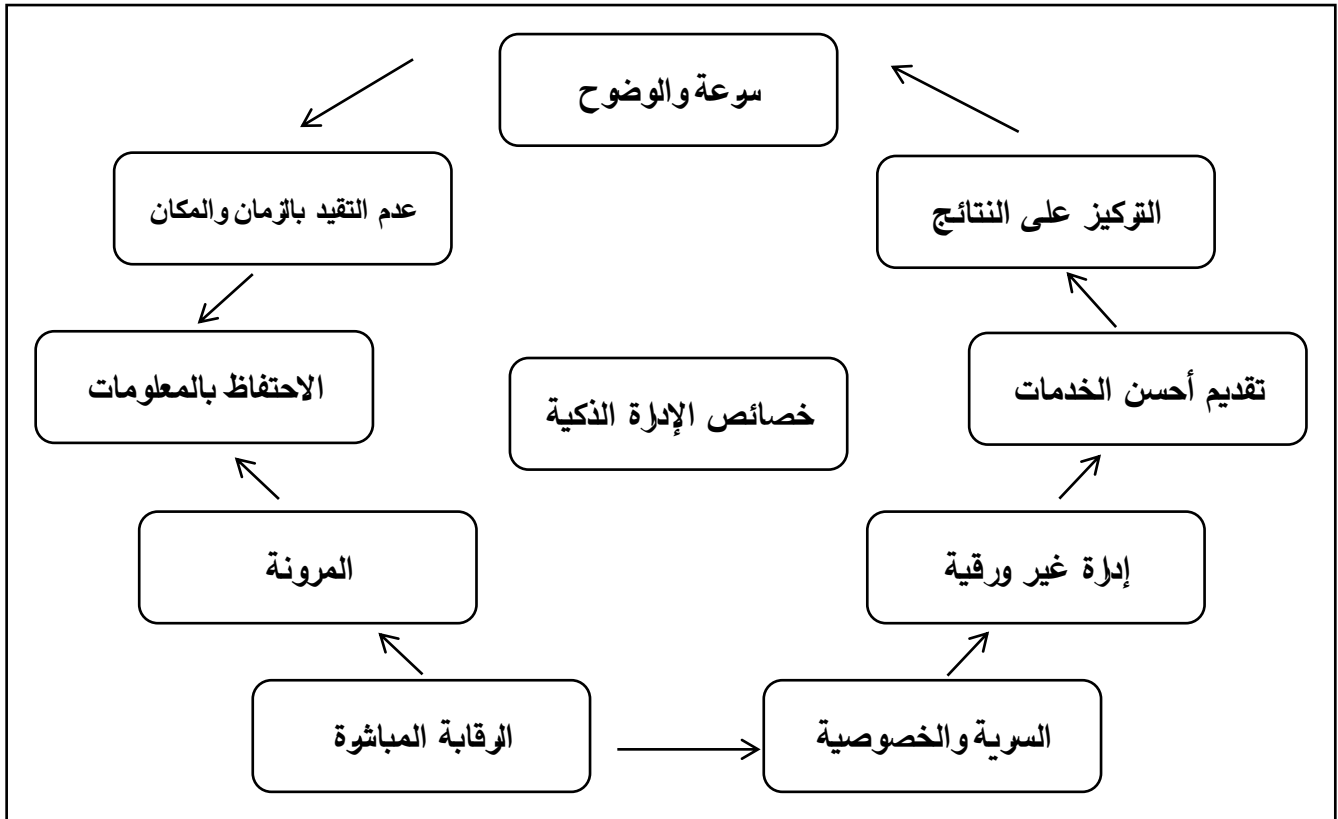 سرعة والوضوح
التركيز على النتائج
عدم التقيد بالزمان والمكان
تقديم أحسن الخدمات
خصائص الإدارة الذكية
الاحتفاظ بالمعلومات
إدارة غير ورقية
المرونة
السرية والخصوصية
الرقابة المباشرة